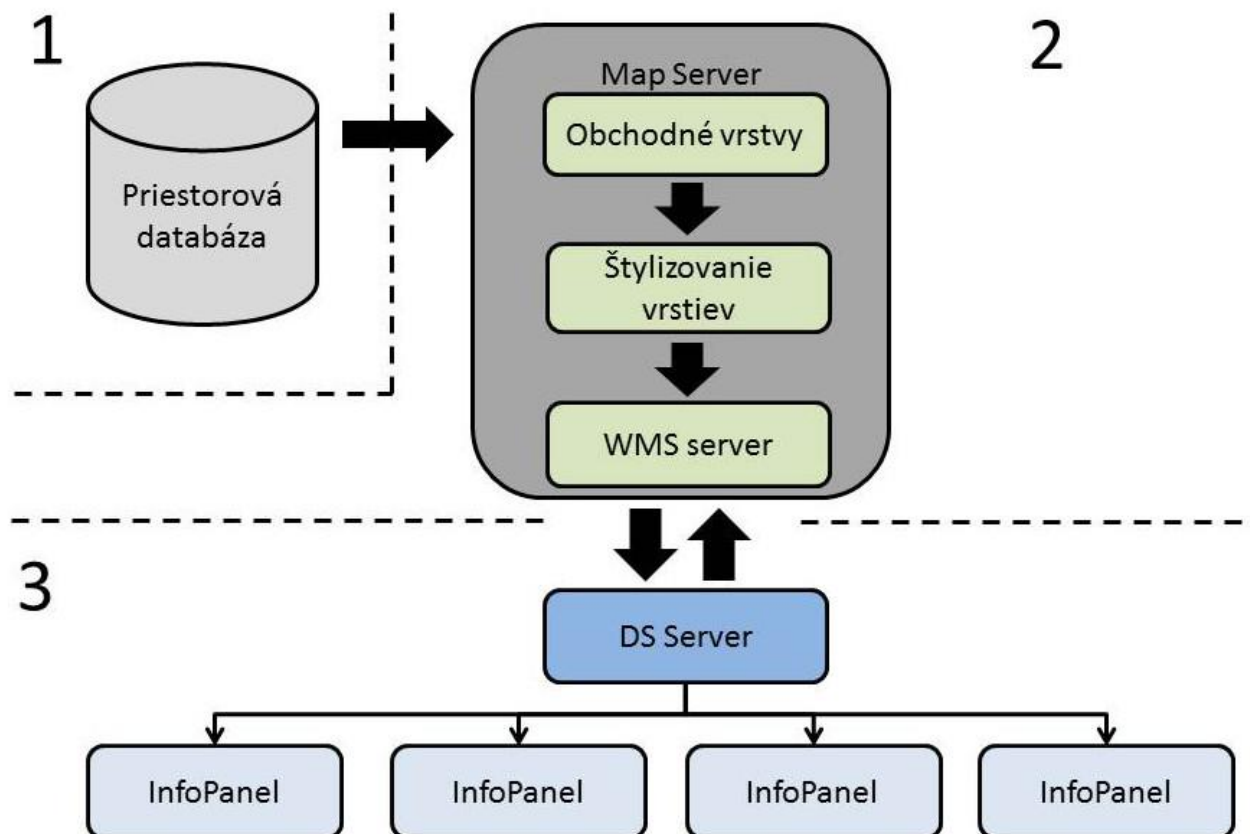 1
Priestorová
databáza
2
Map Server
Obchodné vrstvy
Štylizovanie
vrstiev
WMS server
3
DS Server
InfoPanel
InfoPanel
InfoPanel
InfoPanel